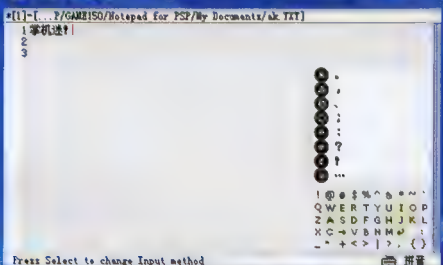 *[1]-[...P/GAME150/Notepad for PSP/My Documents/ak.TXT]
1 掌机迷!
2
3
。
,
、
;
:
?
!
…
! @ # $ % ^ & * ~ `
Q W E R T Y U I O P
Z A S D F G H J K L
X C → V B N M ↵ :
_ " + < > | ? , { }
Press Select to change Input method
拼音